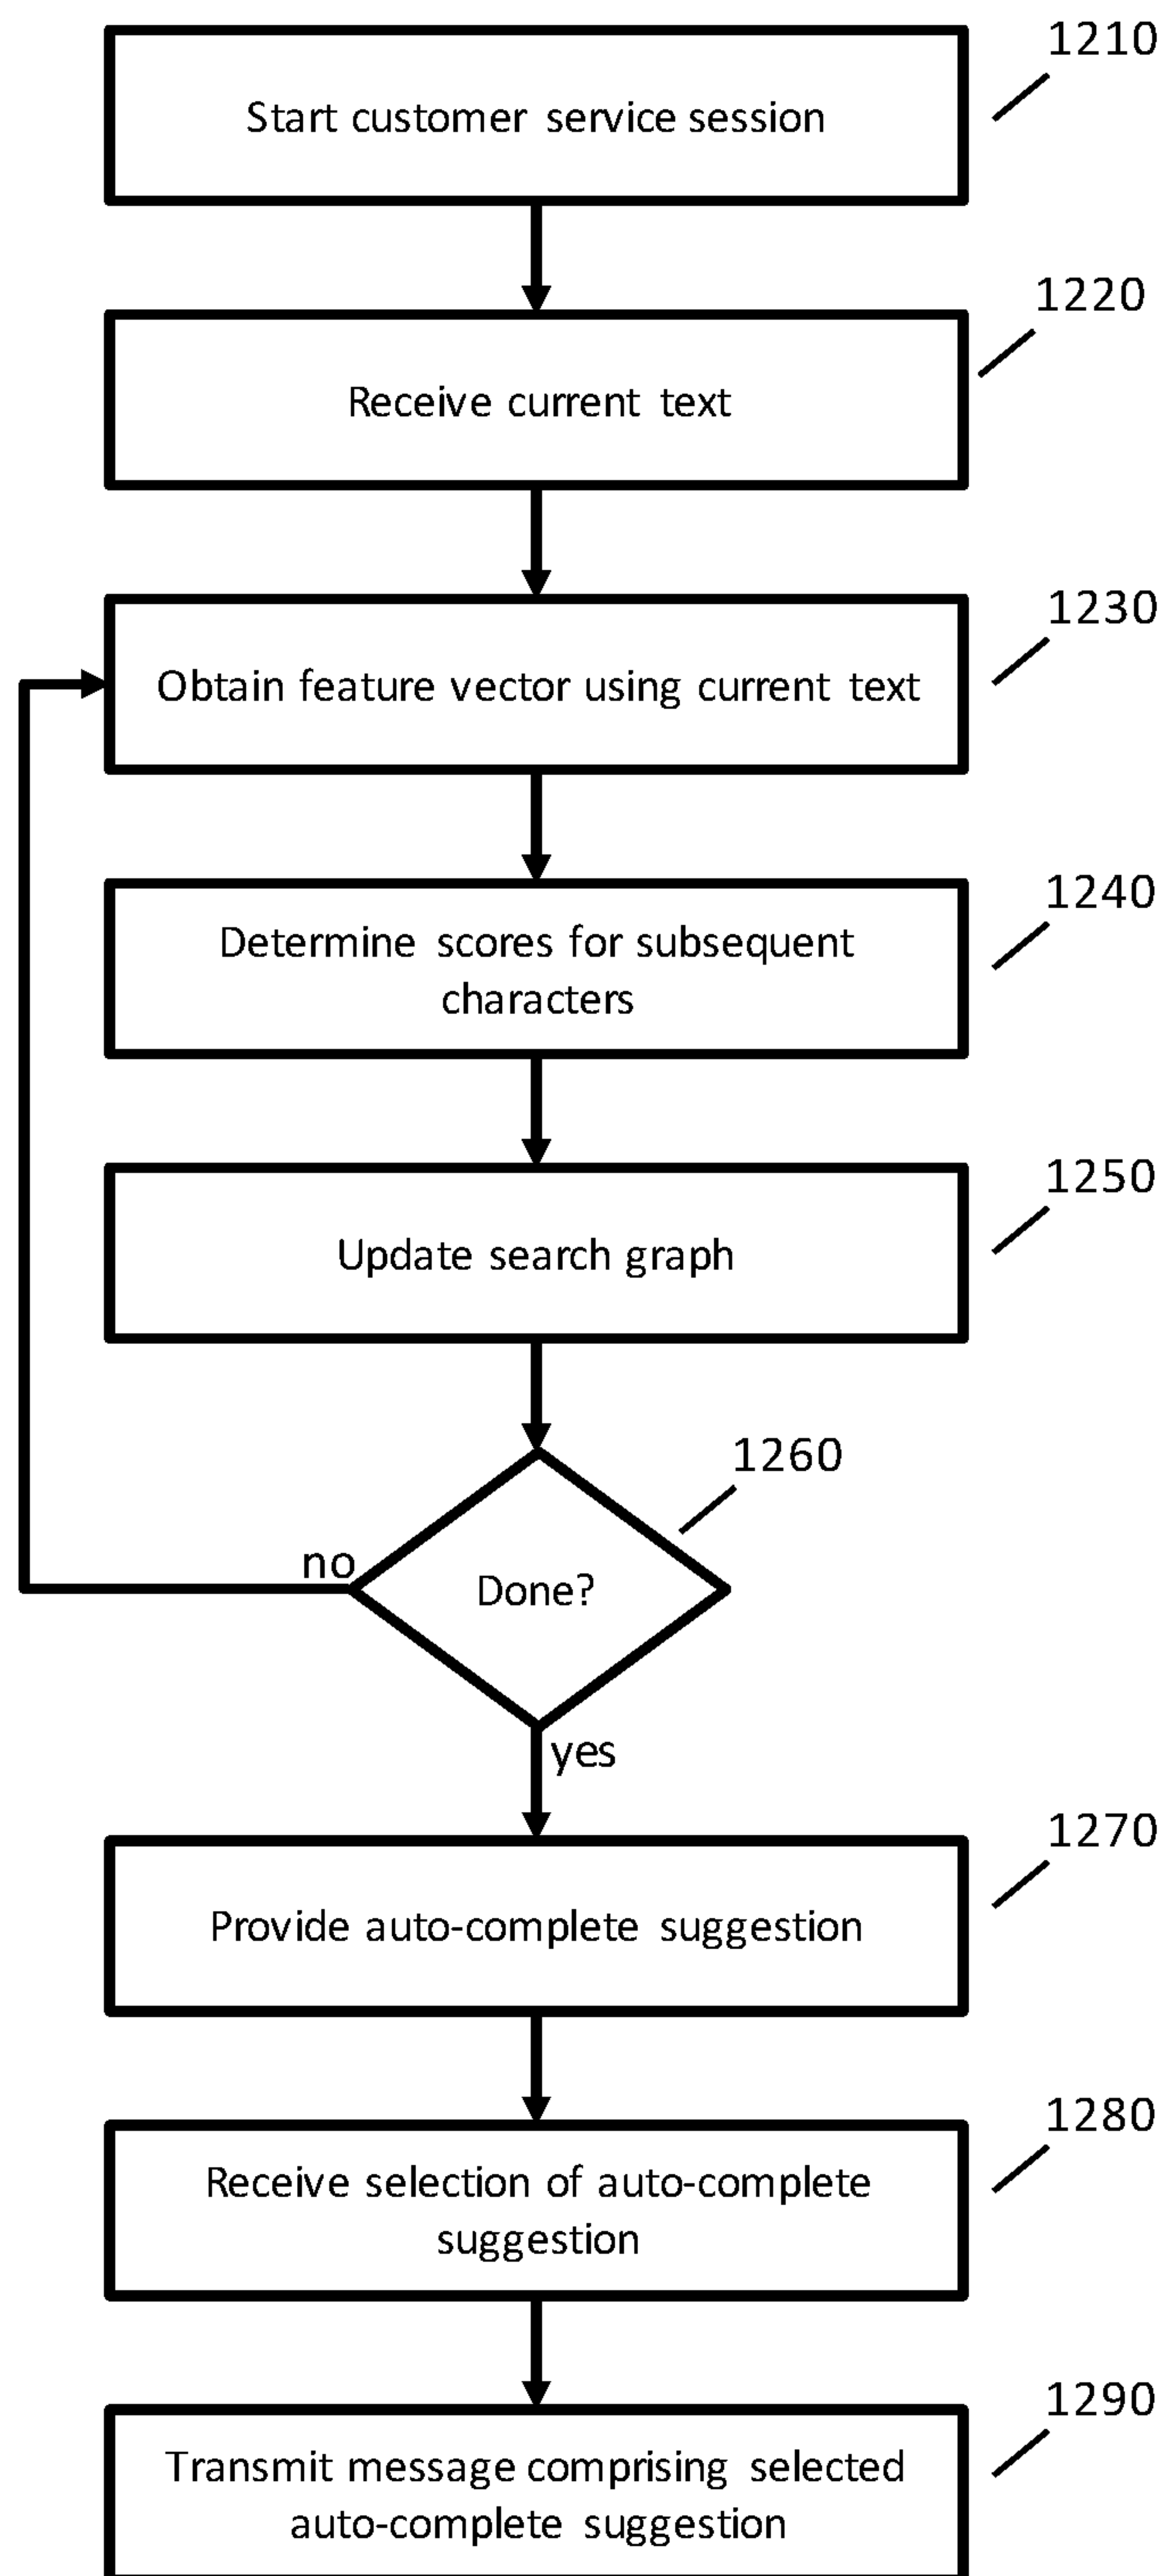 1210
Start customer service session
1220
Receive current text
1230
Obtain feature vector using current text
1240
Determine scores for subsequent
characters
1250
Update search graph
1260
no
Done?
yes
1270
Provide auto-complete suggestion
1280
Receive selection of auto-complete
suggestion
1290
Transmit message comprising selected
auto-complete suggestion